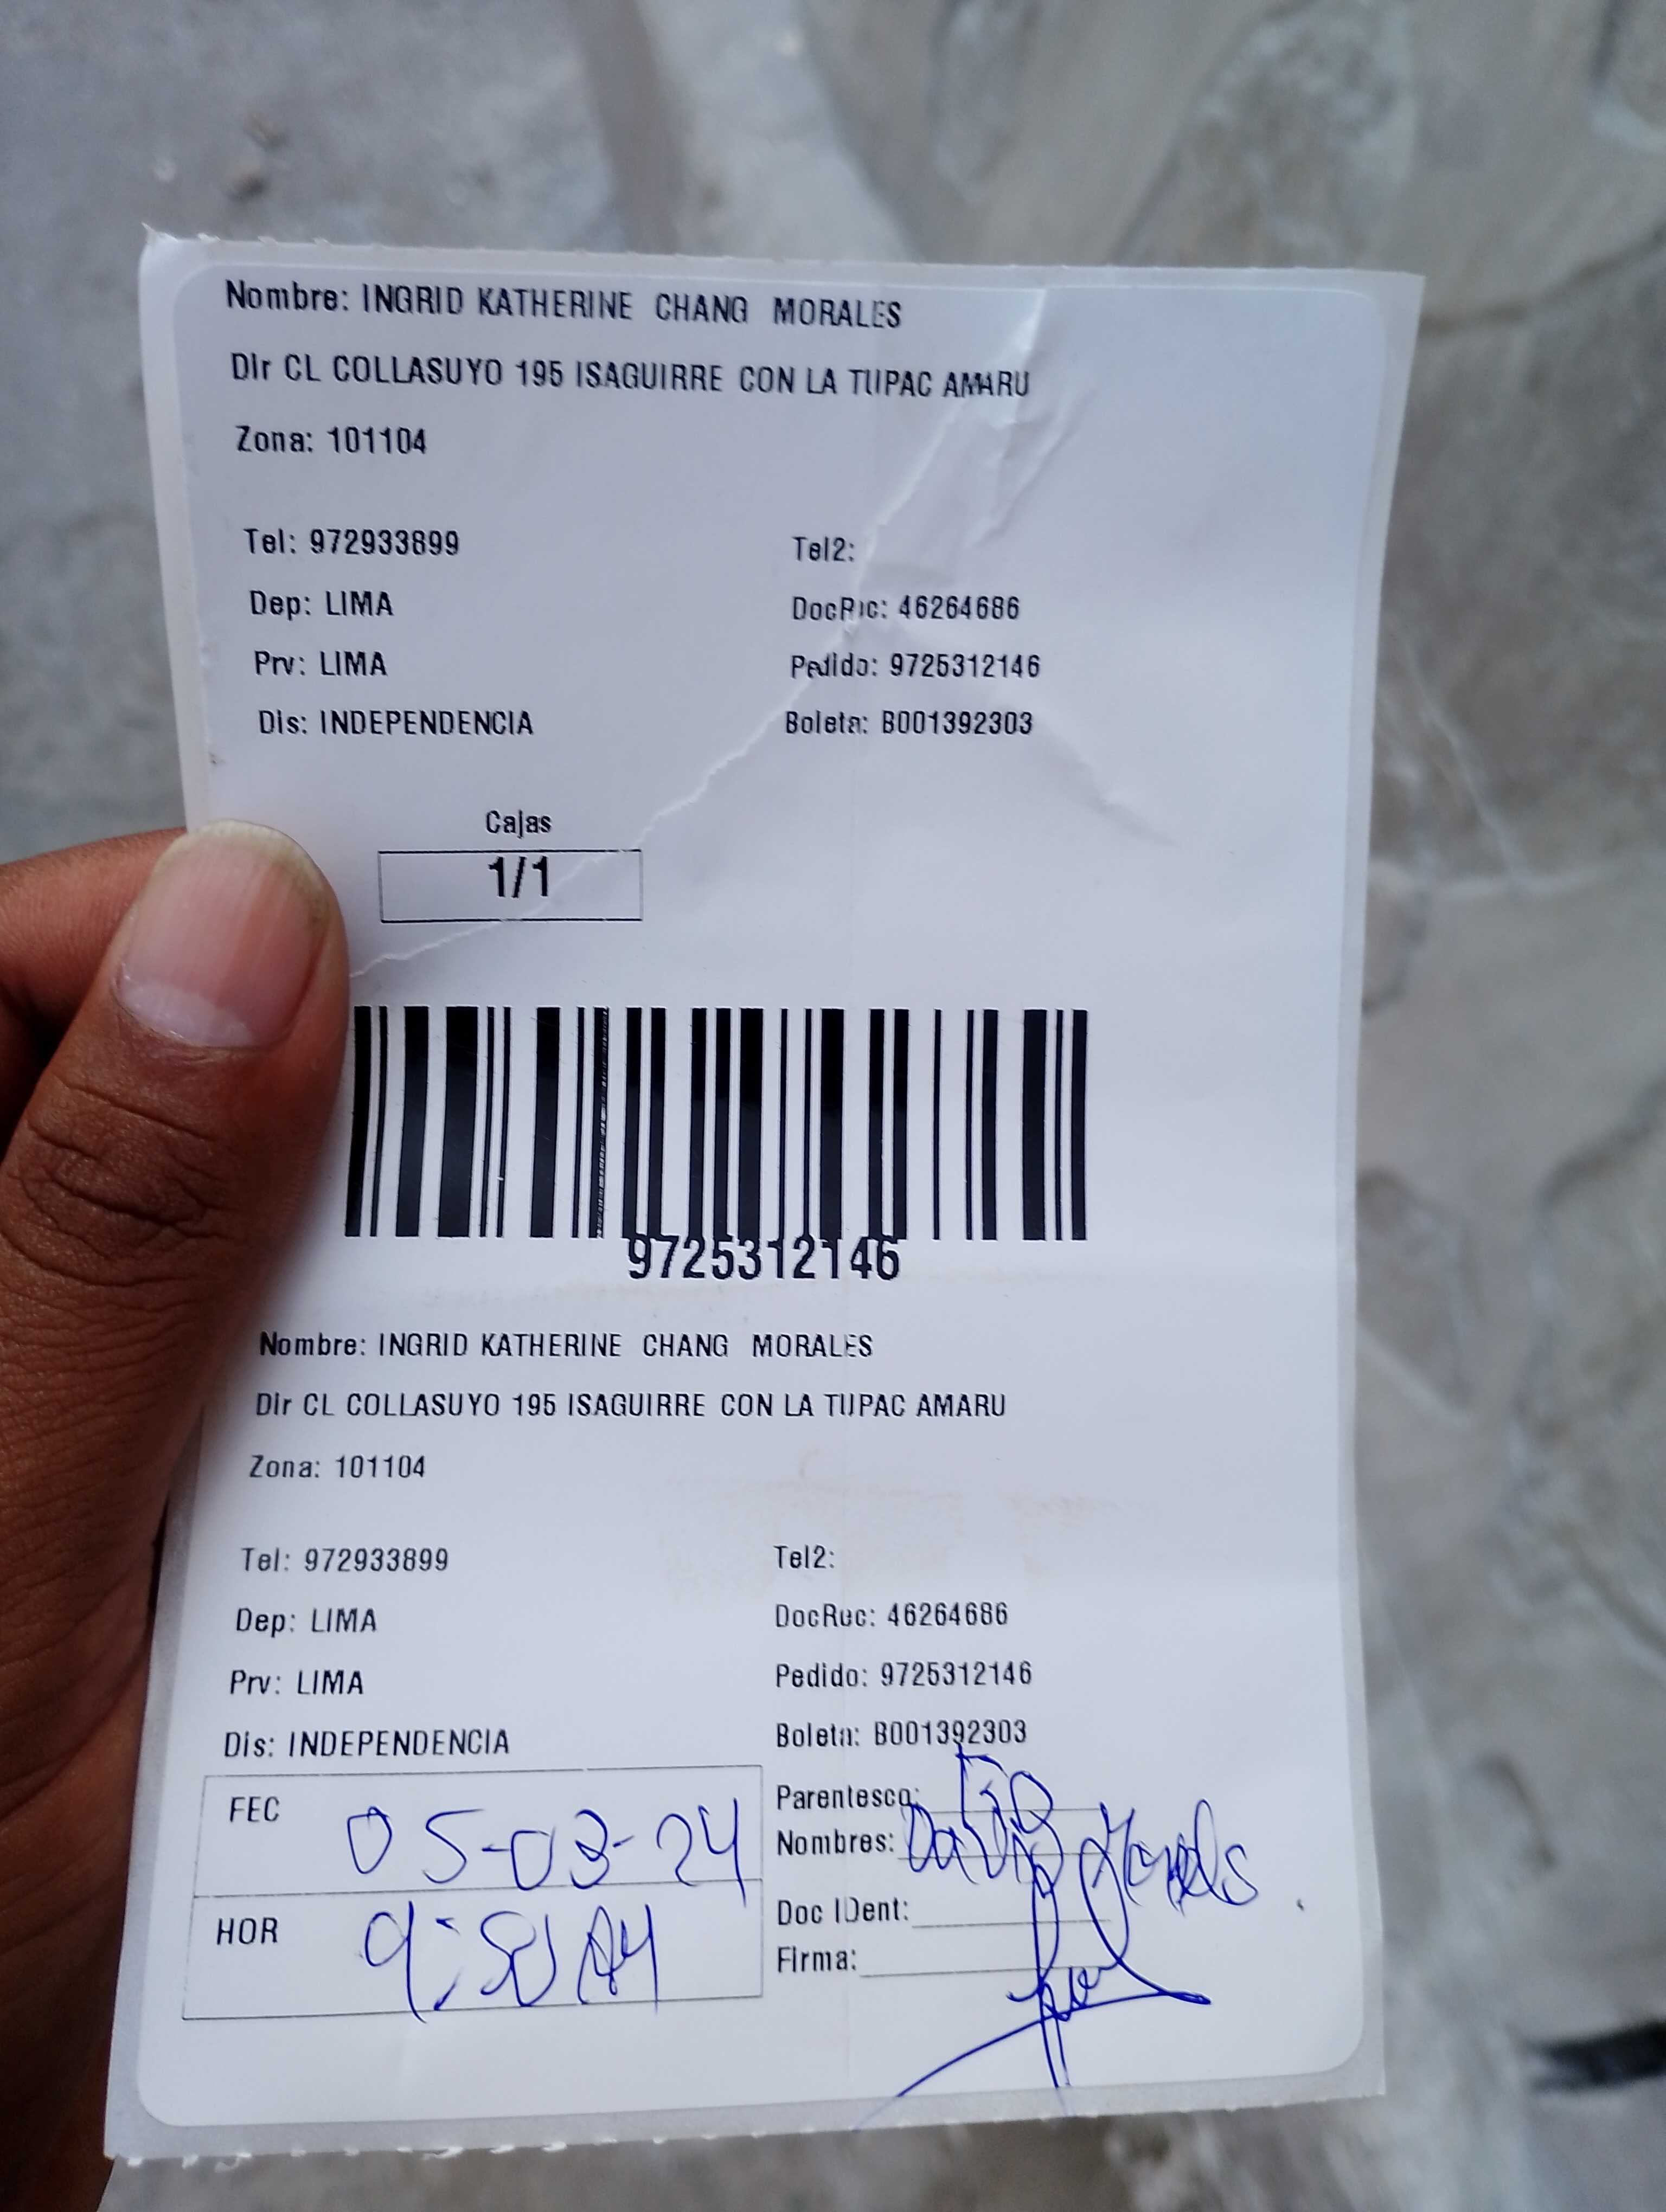 Nombre: INGRID KATHERINE CHANG MORALES
Dir CL COLLASUYO 195 ISAGUIRRE CON LA TUPAC AMARU
Zona: 101104
Tel: 972933899 Tel2:
Dep: LIMA DocRec: 46264686
Prv: LIMA Pedido: 9725312146
Dis: INDEPENDENCIA Boleta: B001392303
Cajas
1/1
9725312146
Nombre: INGRID KATHERINE CHANG MORALES
Dir CL COLLASUYO 195 ISAGUIRRE CON LA TUPAC AMARU
Zona: 101104
Tel: 972933899 Tel2:
Dep: LIMA DocRec: 46264686
Prv: LIMA Pedido: 9725312146
Dis: INDEPENDENCIA Boleta: B001392303
FEC 05-03-24
HOR
Parentesco:
Nombres:
Doc IDent:
Firma: